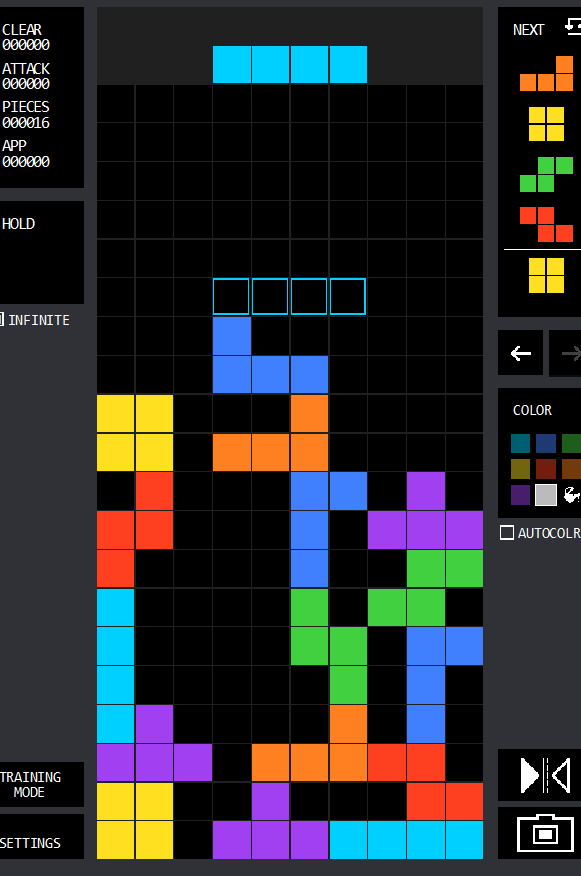 CLEAR
000000
ATTACK
000000
PIECES
000016
APP
000000
HOLD
INFINITE
TRAINING
MODE
SETTINGS
NEXT
COLOR
AUTOCOLR